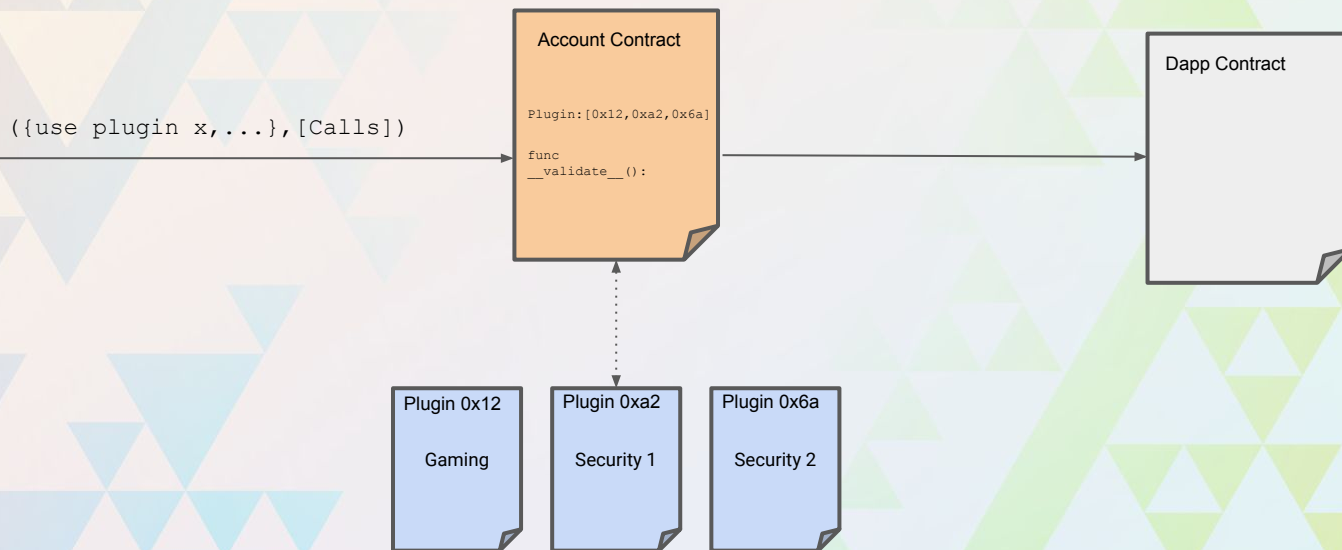 Account Contract
Dapp Contract
({use plugin x,...},[Calls])
Plugin:[0x12,0xa2,0x6a]
func
__validate__():
Plugin 0x12
Gaming
Plugin 0xa2
Security 1
Plugin 0x6a
Security 2